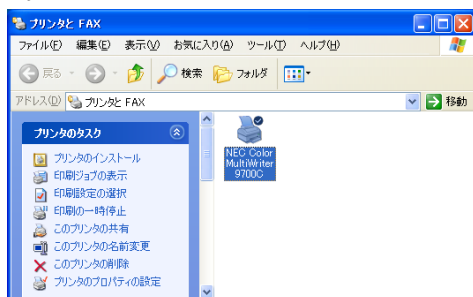 プリンタと FAX
ファイル(F) 編集(E) 表示(V) お気に入り(A) ツール(T) ヘルプ(H)
戻る 検索 フォルダ
アドレス(D) プリンタと FAX 移動
プリンタのタスク
プリンタのインストール
印刷ジョブの表示
印刷設定の選択
印刷の一時停止
このプリンタの共有
このプリンタの名前変更
このプリンタの削除
プリンタのプロパティの設定
NEC Color
MultiWriter
9700C